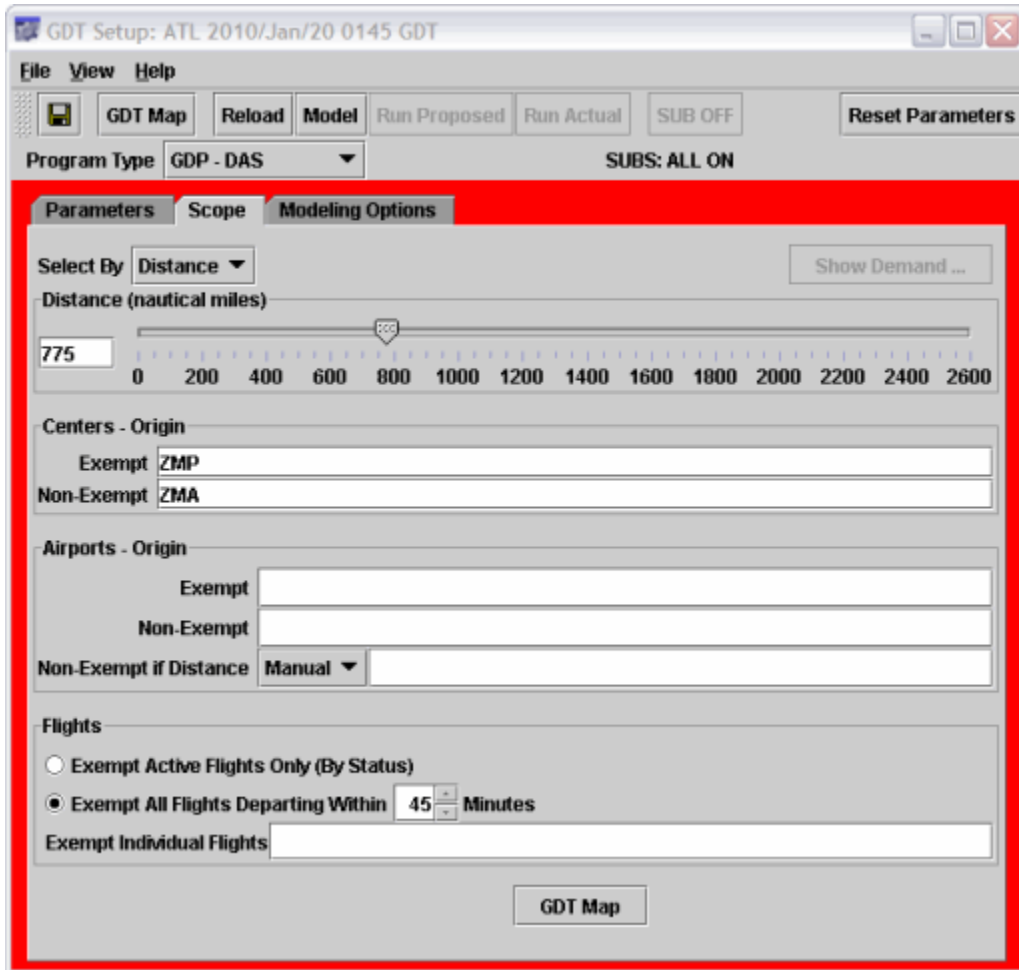 GDT Setup: ATL 2010/Jan/20 0145 GDT
File View Help
GDT Map Reload Model Run Proposed Run Actual SUB OFF Reset Parameters
Program Type GDP - DAS SUBS: ALL ON
Parameters Scope Modeling Options
Select By Distance Show Demand ...
Distance (nautical miles)
775
0 200 400 600 800 1000 1200 1400 1600 1800 2000 2200 2400 2600
Centers - Origin
Exempt ZMP
Non-Exempt ZMA
Airports - Origin
Exempt
Non-Exempt
Non-Exempt if Distance Manual
Flights
Exempt Active Flights Only (By Status)
Exempt All Flights Departing Within 45 Minutes
Exempt Individual Flights
GDT Map